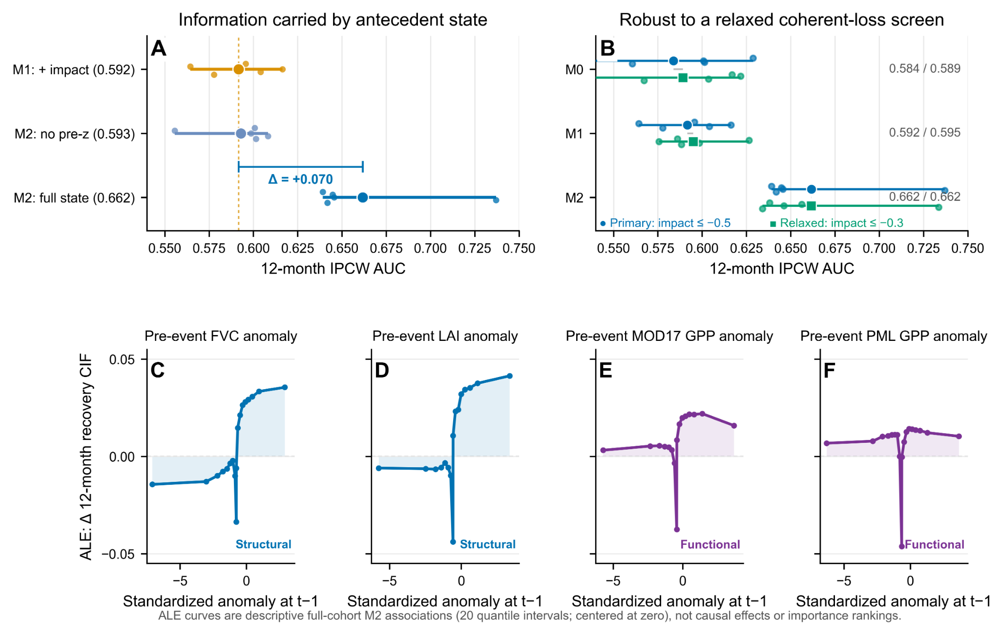 Information carried by antecedent state
A
M1: + impact (0.592)
M2: no pre-z (0.593)
Δ = +0.070
M2: full state (0.662)
0.550 0.575 0.600 0.625 0.650 0.675 0.700 0.725 0.750
12-month IPCW AUC
Robust to a relaxed coherent-loss screen
B
M0
0.584 / 0.589
M1
0.592 / 0.595
M2
0.662 / 0.662
Primary: impact ≤ −0.5
Relaxed: impact ≤ −0.3
0.550 0.575 0.600 0.625 0.650 0.675 0.700 0.725 0.750
12-month IPCW AUC
Pre-event FVC anomaly
C
ALE: Δ 12-month recovery CIF
0.05
0.00
−0.05
Structural
−5 0
Standardized anomaly at t−1
Pre-event LAI anomaly
D
Structural
−5 0
Standardized anomaly at t−1
Pre-event MOD17 GPP anomaly
E
Functional
−5 0
Standardized anomaly at t−1
Pre-event PML GPP anomaly
F
Functional
−5 0
Standardized anomaly at t−1
ALE curves are descriptive full-cohort M2 associations (20 quantile intervals; centered at zero), not causal effects or importance rankings.